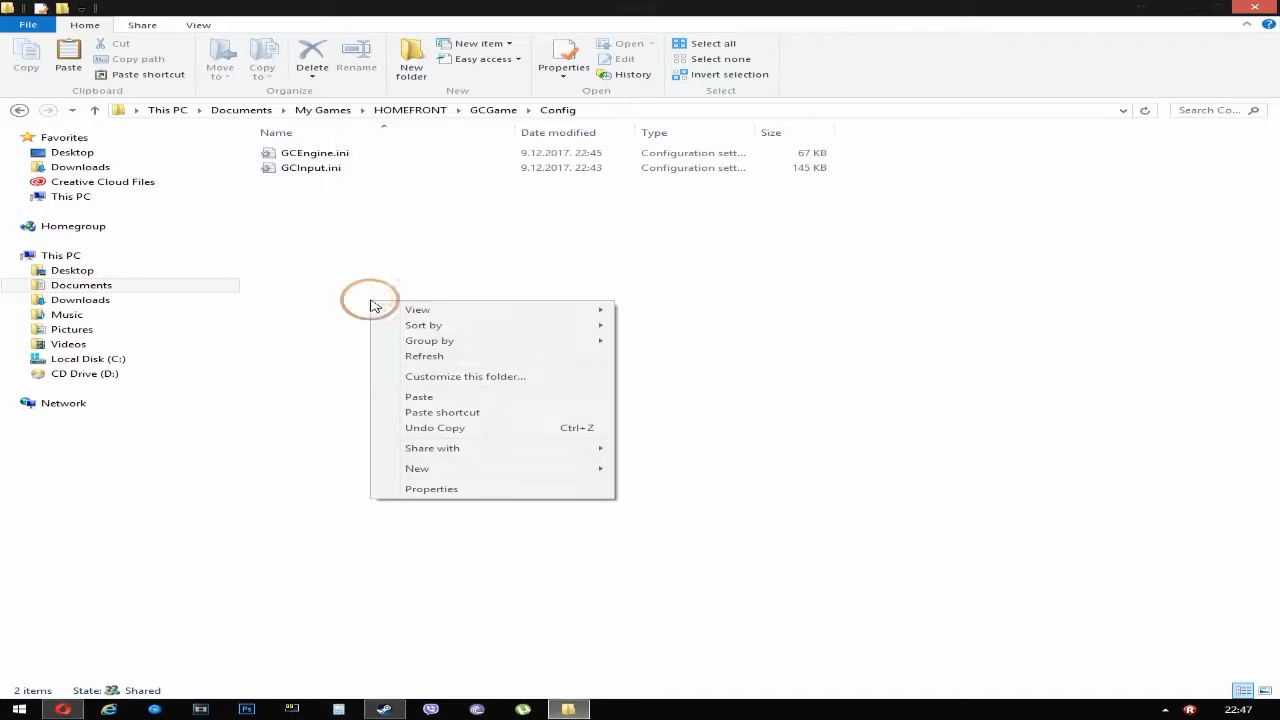 File Home Share View
Copy
Paste
Cut
Copy path
Paste shortcut
Clipboard
Move to
Copy to
Delete
Rename
Organize
New folder
New item
Easy access
New
Properties
Open
Edit
History
Open
Select all
Select none
Invert selection
Select
This PC Documents My Games HOMEFRONT GCGame Config
Search Co...
Name Date modified Type Size
GCEngine.ini 9.12.2017. 22:45 Configuration sett... 67 KB
GCInput.ini 9.12.2017. 22:43 Configuration sett... 145 KB
Favorites
Desktop
Downloads
Creative Cloud Files
This PC
Homegroup
This PC
Desktop
Documents
Downloads
Music
Pictures
Videos
Local Disk (C:)
CD Drive (D:)
Network
View
Sort by
Group by
Refresh
Customize this folder...
Paste
Paste shortcut
Undo Copy Ctrl+Z
Share with
New
Properties
2 items State: Shared
Ps
99
R
22:47